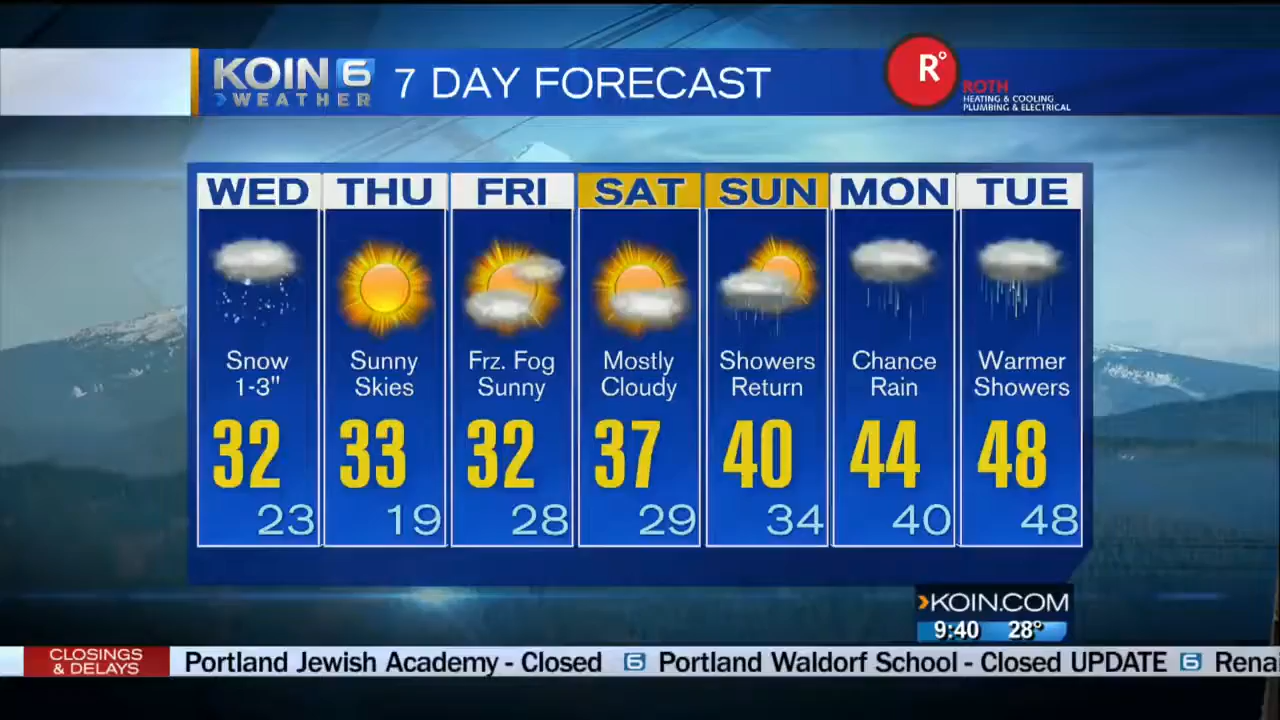 KOIN 6
WEATHER
7 DAY FORECAST
R°
ROTH
HEATING & COOLING
PLUMBING & ELECTRICAL
WED THU FRI SAT SUN MON TUE
Snow Sunny Frz. Fog Mostly Showers Chance Warmer
1-3" Skies Sunny Cloudy Return Rain Showers
32 33 32 37 40 44 48
23 19 28 29 34 40 48
KOIN.COM
9:40 28°
CLOSINGS
& DELAYS
Portland Jewish Academy - Closed 6 Portland Waldorf School - Closed UPDATE 6 Renai